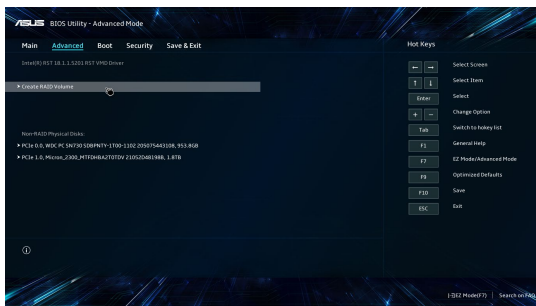 ASUS BIOS Utility - Advanced Mode
Main Advanced Boot Security Save & Exit
Hot Keys
Intel(R) RST 18.1.1.5201 RST VMD Driver
Create RAID Volume
Non-RAID Physical Disks:
PCIe 0.0, WDC PC SN730 SDBPNTY-1T00-1102 205075443108, 953.8GB
PCIe 1.0, Micron_2300_MTFDHBA2T0TDV 21052D4B1988, 1.8TB
← → Select Screen
↑ ↓ Select Item
Enter Select
+ − Change Option
Tab Switch to hokey list
F1 General Help
F7 EZ Mode/Advanced Mode
F9 Optimized Defaults
F10 Save
ESC Exit
EZ Mode(F7) | Search on FAQ